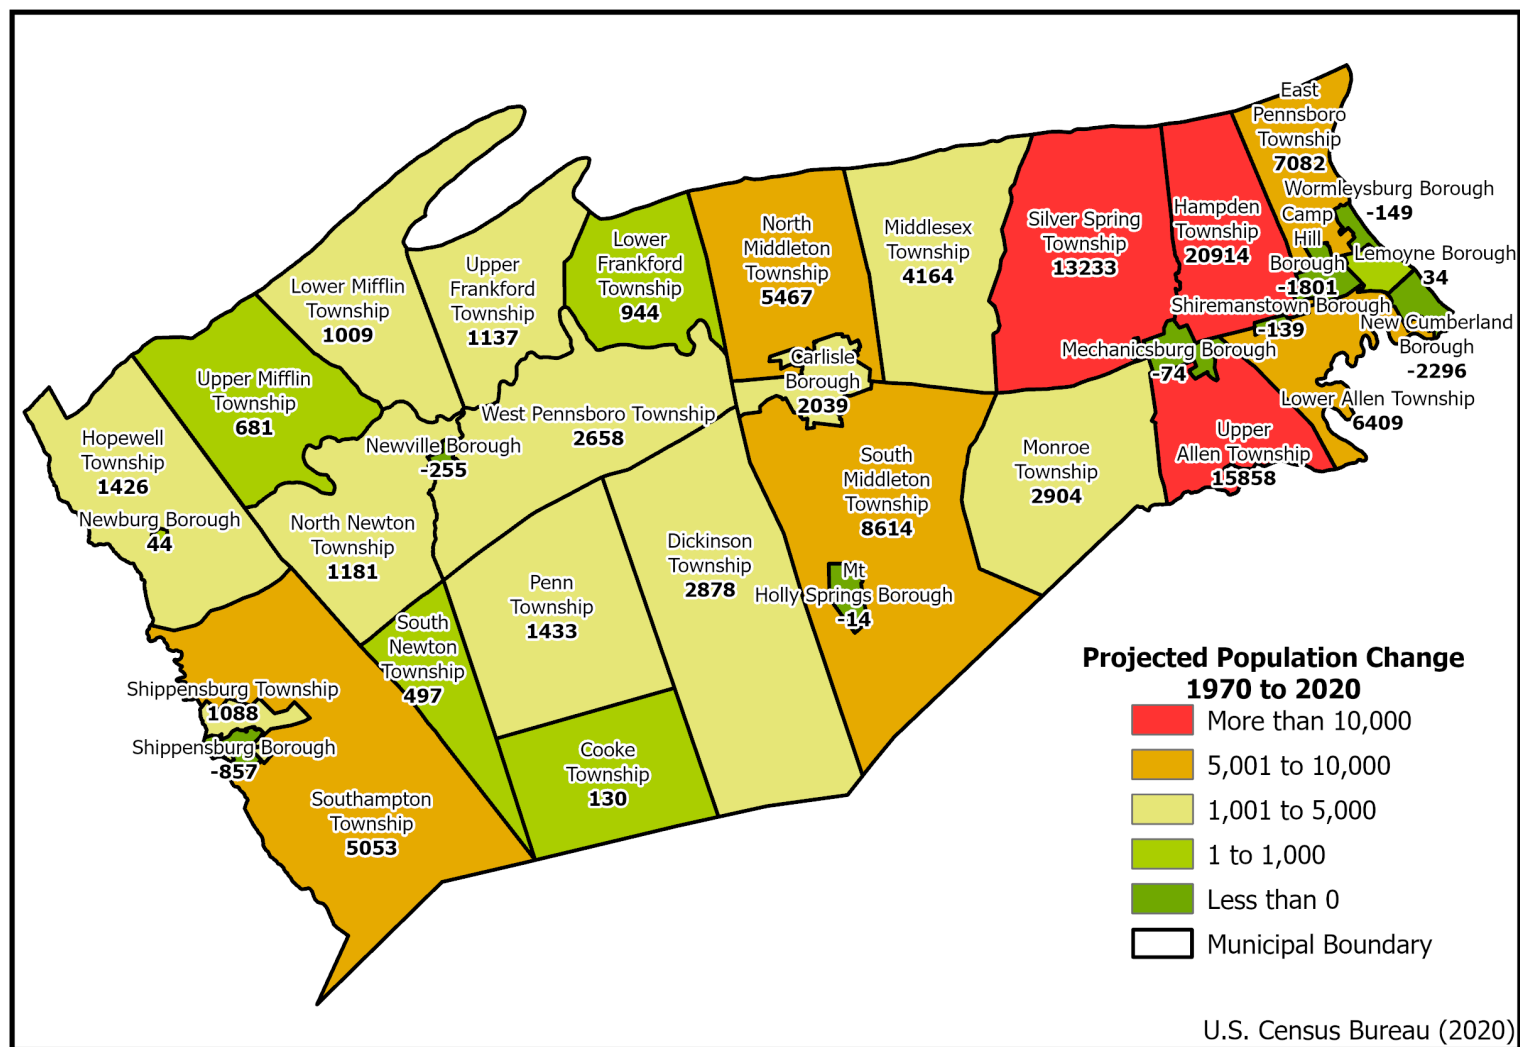 East
Pennsboro
Township
7082
Wormleysburg Borough
-149
Camp
Hill
Borough
-1801
Lemoyne Borough
34
Hampden
Township
20914
Silver Spring
Township
13233
Middlesex
Township
4164
North
Middleton
Township
5467
Lower
Frankford
Township
944
Upper
Frankford
Township
1137
Lower Mifflin
Township
1009
Shiremanstown Borough
-139
New Cumberland
Borough
-2296
Mechanicsburg Borough
-74
Carlisle
Borough
2039
Upper Mifflin
Township
681
West Pennsboro Township
2658
Lower Allen Township
6409
Hopewell
Township
1426
Newville Borough
-255
Upper
Allen Township
15858
Monroe
Township
2904
South
Middleton
Township
8614
Newburg Borough
44
North Newton
Township
1181
Dickinson
Township
2878
Mt
Holly Springs Borough
-14
Penn
Township
1433
South
Newton
Township
497
Shippensburg Township
1088
Shippensburg Borough
-857
Cooke
Township
130
Southampton
Township
5053
Projected Population Change
1970 to 2020
More than 10,000
5,001 to 10,000
1,001 to 5,000
1 to 1,000
Less than 0
Municipal Boundary
U.S. Census Bureau (2020)